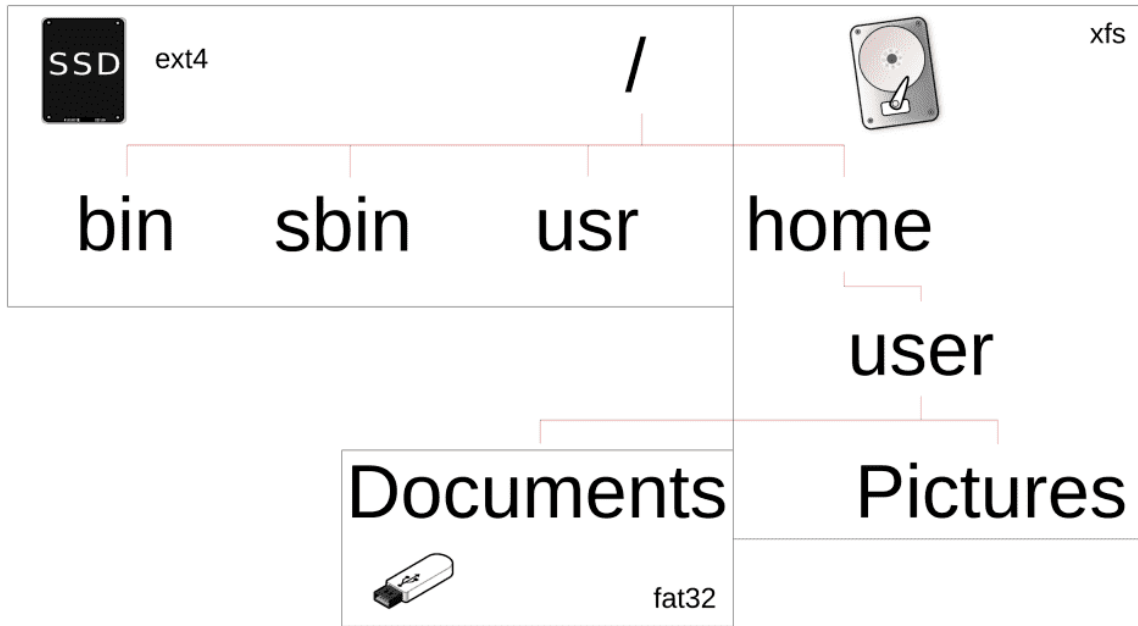 SSD
ext4
/
xfs
bin
sbin
usr
home
user
Documents
Pictures
fat32